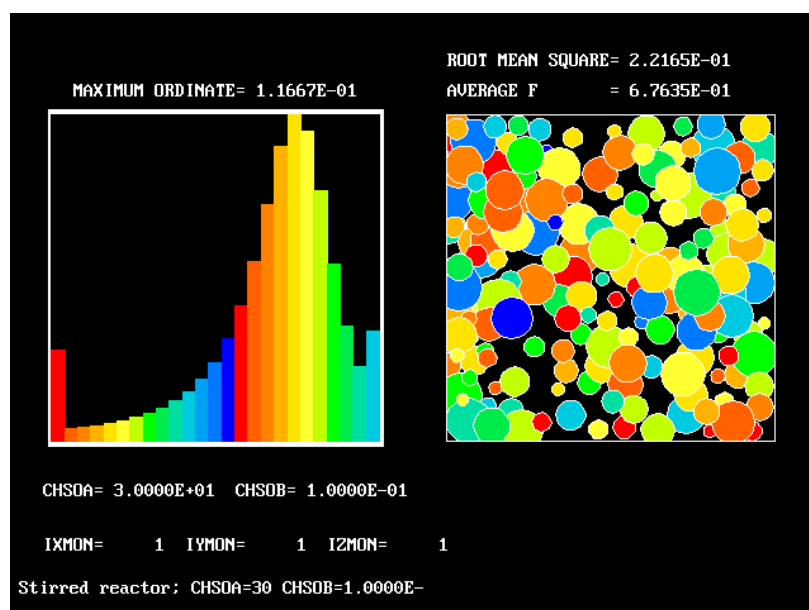 ROOT MEAN SQUARE= 2.2165E-01
MAXIMUM ORDINATE= 1.1667E-01
AVERAGE F = 6.7635E-01
CHSOA= 3.0000E+01 CHSOB= 1.0000E-01
IXMON= 1 IYMON= 1 IZMON= 1
Stirred reactor; CHSOA=30 CHSOB=1.0000E-